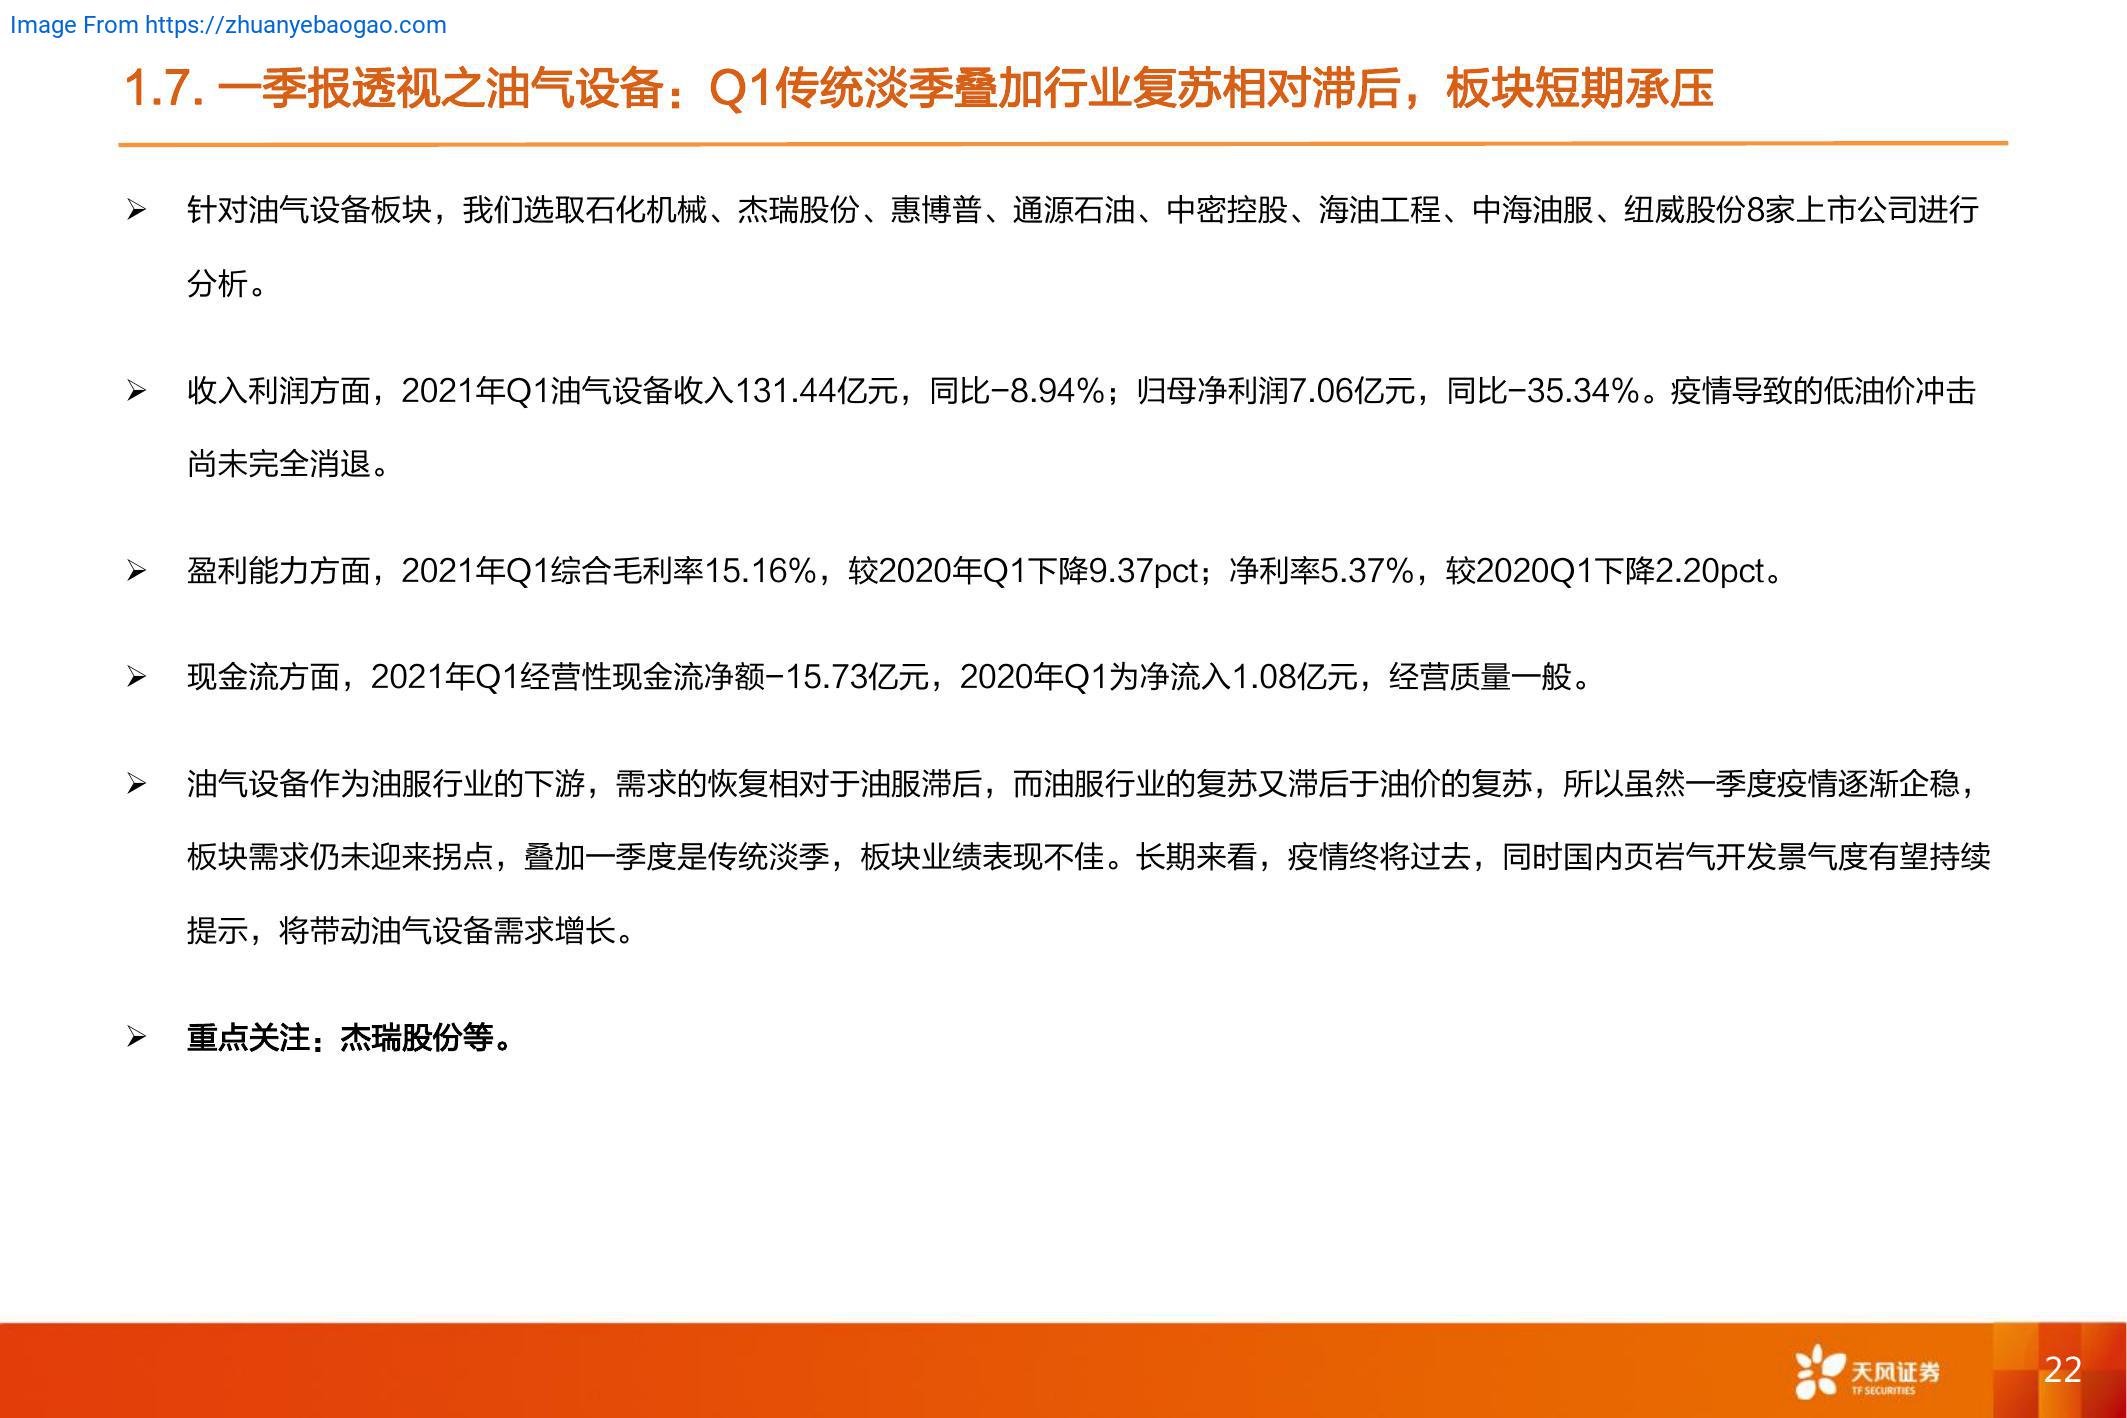 Image From https://zhuanyebaogao.com
1.7. 一季报透视之油气设备：Q1传统淡季叠加行业复苏相对滞后，板块短期承压
➢ 针对油气设备板块，我们选取石化机械、杰瑞股份、惠博普、通源石油、中密控股、海油工程、中海油服、纽威股份8家上市公司进行
分析。
➢ 收入利润方面，2021年Q1油气设备收入131.44亿元，同比-8.94%；归母净利润7.06亿元，同比-35.34%。疫情导致的低油价冲击
尚未完全消退。
➢ 盈利能力方面，2021年Q1综合毛利率15.16%，较2020年Q1下降9.37pct；净利率5.37%，较2020Q1下降2.20pct。
➢ 现金流方面，2021年Q1经营性现金流净额-15.73亿元，2020年Q1为净流入1.08亿元，经营质量一般。
➢ 油气设备作为油服行业的下游，需求的恢复相对于油服滞后，而油服行业的复苏又滞后于油价的复苏，所以虽然一季度疫情逐渐企稳，
板块需求仍未迎来拐点，叠加一季度是传统淡季，板块业绩表现不佳。长期来看，疫情终将过去，同时国内页岩气开发景气度有望持续
提示，将带动油气设备需求增长。
➢ 重点关注：杰瑞股份等。
天风证券
TF SECURITIES
22